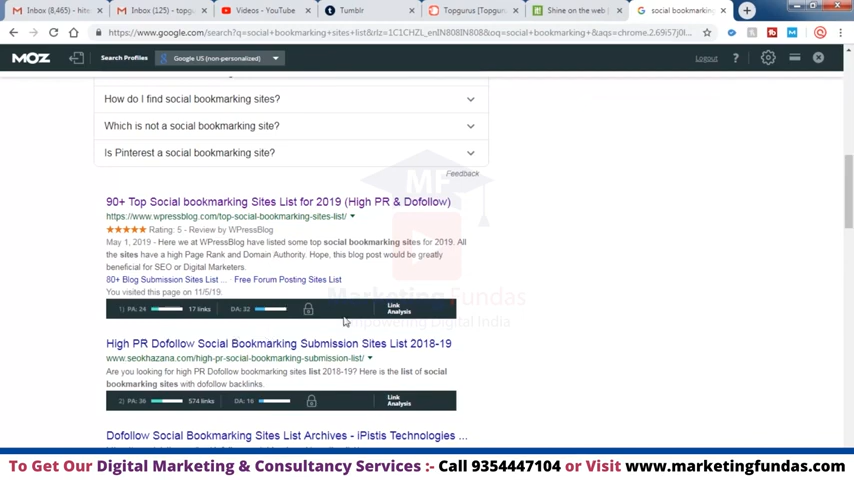 Inbox (8,465) - hite
Inbox (125) - topgu
Videos - YouTube
Tumblr
Topgurus [Topgurus
Shine on the web |
social bookmarking
https://www.google.com/search?q=social+bookmarking+sites+list&rlz=1C1CHZL_enIN808IN808&oq=social+bookmarking+&aqs=chrome.2.69i57j0l...
MOZ
Search Profiles
Google US (non-personalized)
Logout
?
How do I find social bookmarking sites?
Which is not a social bookmarking site?
Is Pinterest a social bookmarking site?
Feedback
MF
90+ Top Social bookmarking Sites List for 2019 (High PR & Dofollow)
https://www.wpressblog.com/top-social-bookmarking-sites-list/
Rating: 5 - Review by WPressBlog
May 1, 2019 - Here we at WPressBlog have listed some top social bookmarking sites for 2019. All
the sites have a high Page Rank and Domain Authority. Hope, this blog post would be greatly
beneficial for SEO or Digital Marketers.
80+ Blog Submission Sites List ... · Free Forum Posting Sites List
You visited this page on 11/5/19.
Marketing Fundas
1) PA: 24 17 links DA: 32 Link Analysis
Empowering Digital India
High PR Dofollow Social Bookmarking Submission Sites List 2018-19
www.seokhazana.com/high-pr-social-bookmarking-submission-list/
Are you looking for high PR Dofollow bookmarking sites list 2018-19? Here is the list of social
bookmarking sites with dofollow backlinks.
2) PA: 36 574 links DA: 16 Link Analysis
Dofollow Social Bookmarking Sites List Archives - iPistis Technologies ...
To Get Our Digital Marketing & Consultancy Services :- Call 9354447104 or Visit www.marketingfundas.com